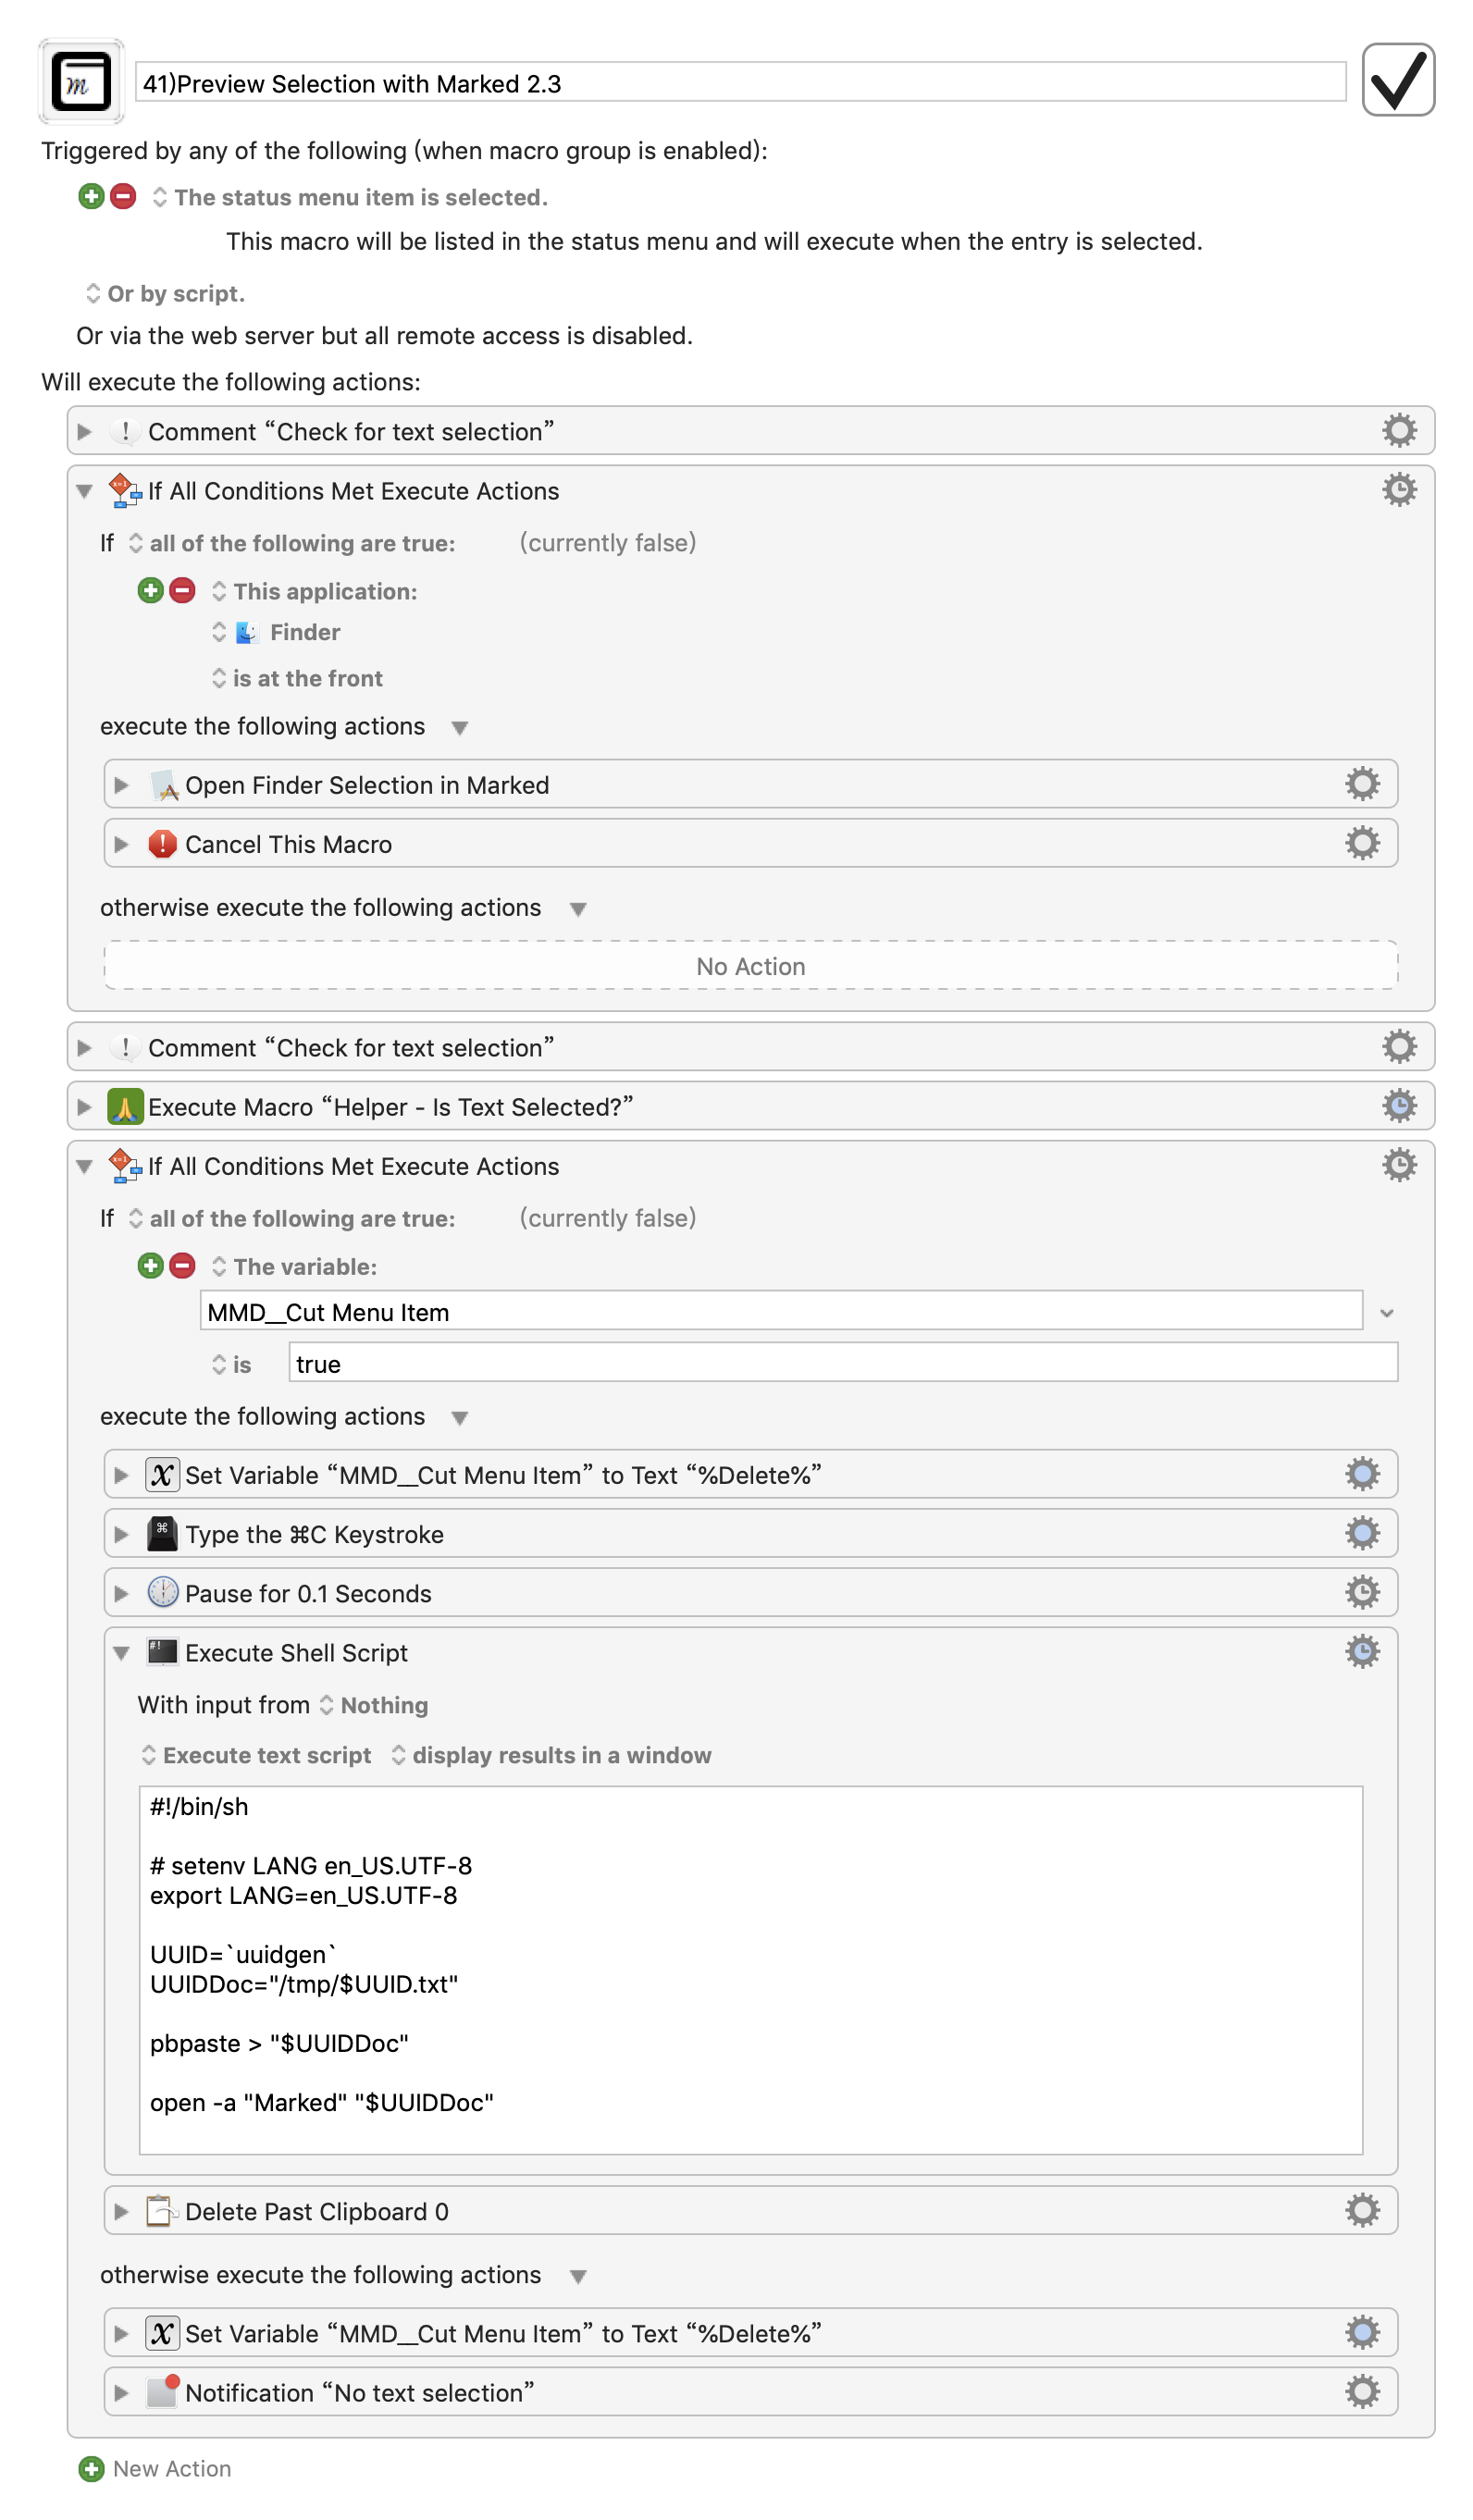 m
41)Preview Selection with Marked 2.3
Triggered by any of the following (when macro group is enabled):
The status menu item is selected.
This macro will be listed in the status menu and will execute when the entry is selected.
Or by script.
Or via the web server but all remote access is disabled.
Will execute the following actions:
Comment “Check for text selection”
If All Conditions Met Execute Actions
If all of the following are true: (currently false)
This application:
Finder
is at the front
execute the following actions
Open Finder Selection in Marked
Cancel This Macro
otherwise execute the following actions
No Action
Comment “Check for text selection”
Execute Macro “Helper - Is Text Selected?”
If All Conditions Met Execute Actions
If all of the following are true: (currently false)
The variable:
MMD__Cut Menu Item
is true
execute the following actions
Set Variable “MMD__Cut Menu Item” to Text “%Delete%”
Type the ⌘C Keystroke
Pause for 0.1 Seconds
Execute Shell Script
With input from Nothing
Execute text script display results in a window
#!/bin/sh
# setenv LANG en_US.UTF-8
export LANG=en_US.UTF-8
UUID=`uuidgen`
UUIDDoc="/tmp/$UUID.txt"
pbpaste > "$UUIDDoc"
open -a "Marked" "$UUIDDoc"
Delete Past Clipboard 0
otherwise execute the following actions
Set Variable “MMD__Cut Menu Item” to Text “%Delete%”
Notification “No text selection”
New Action